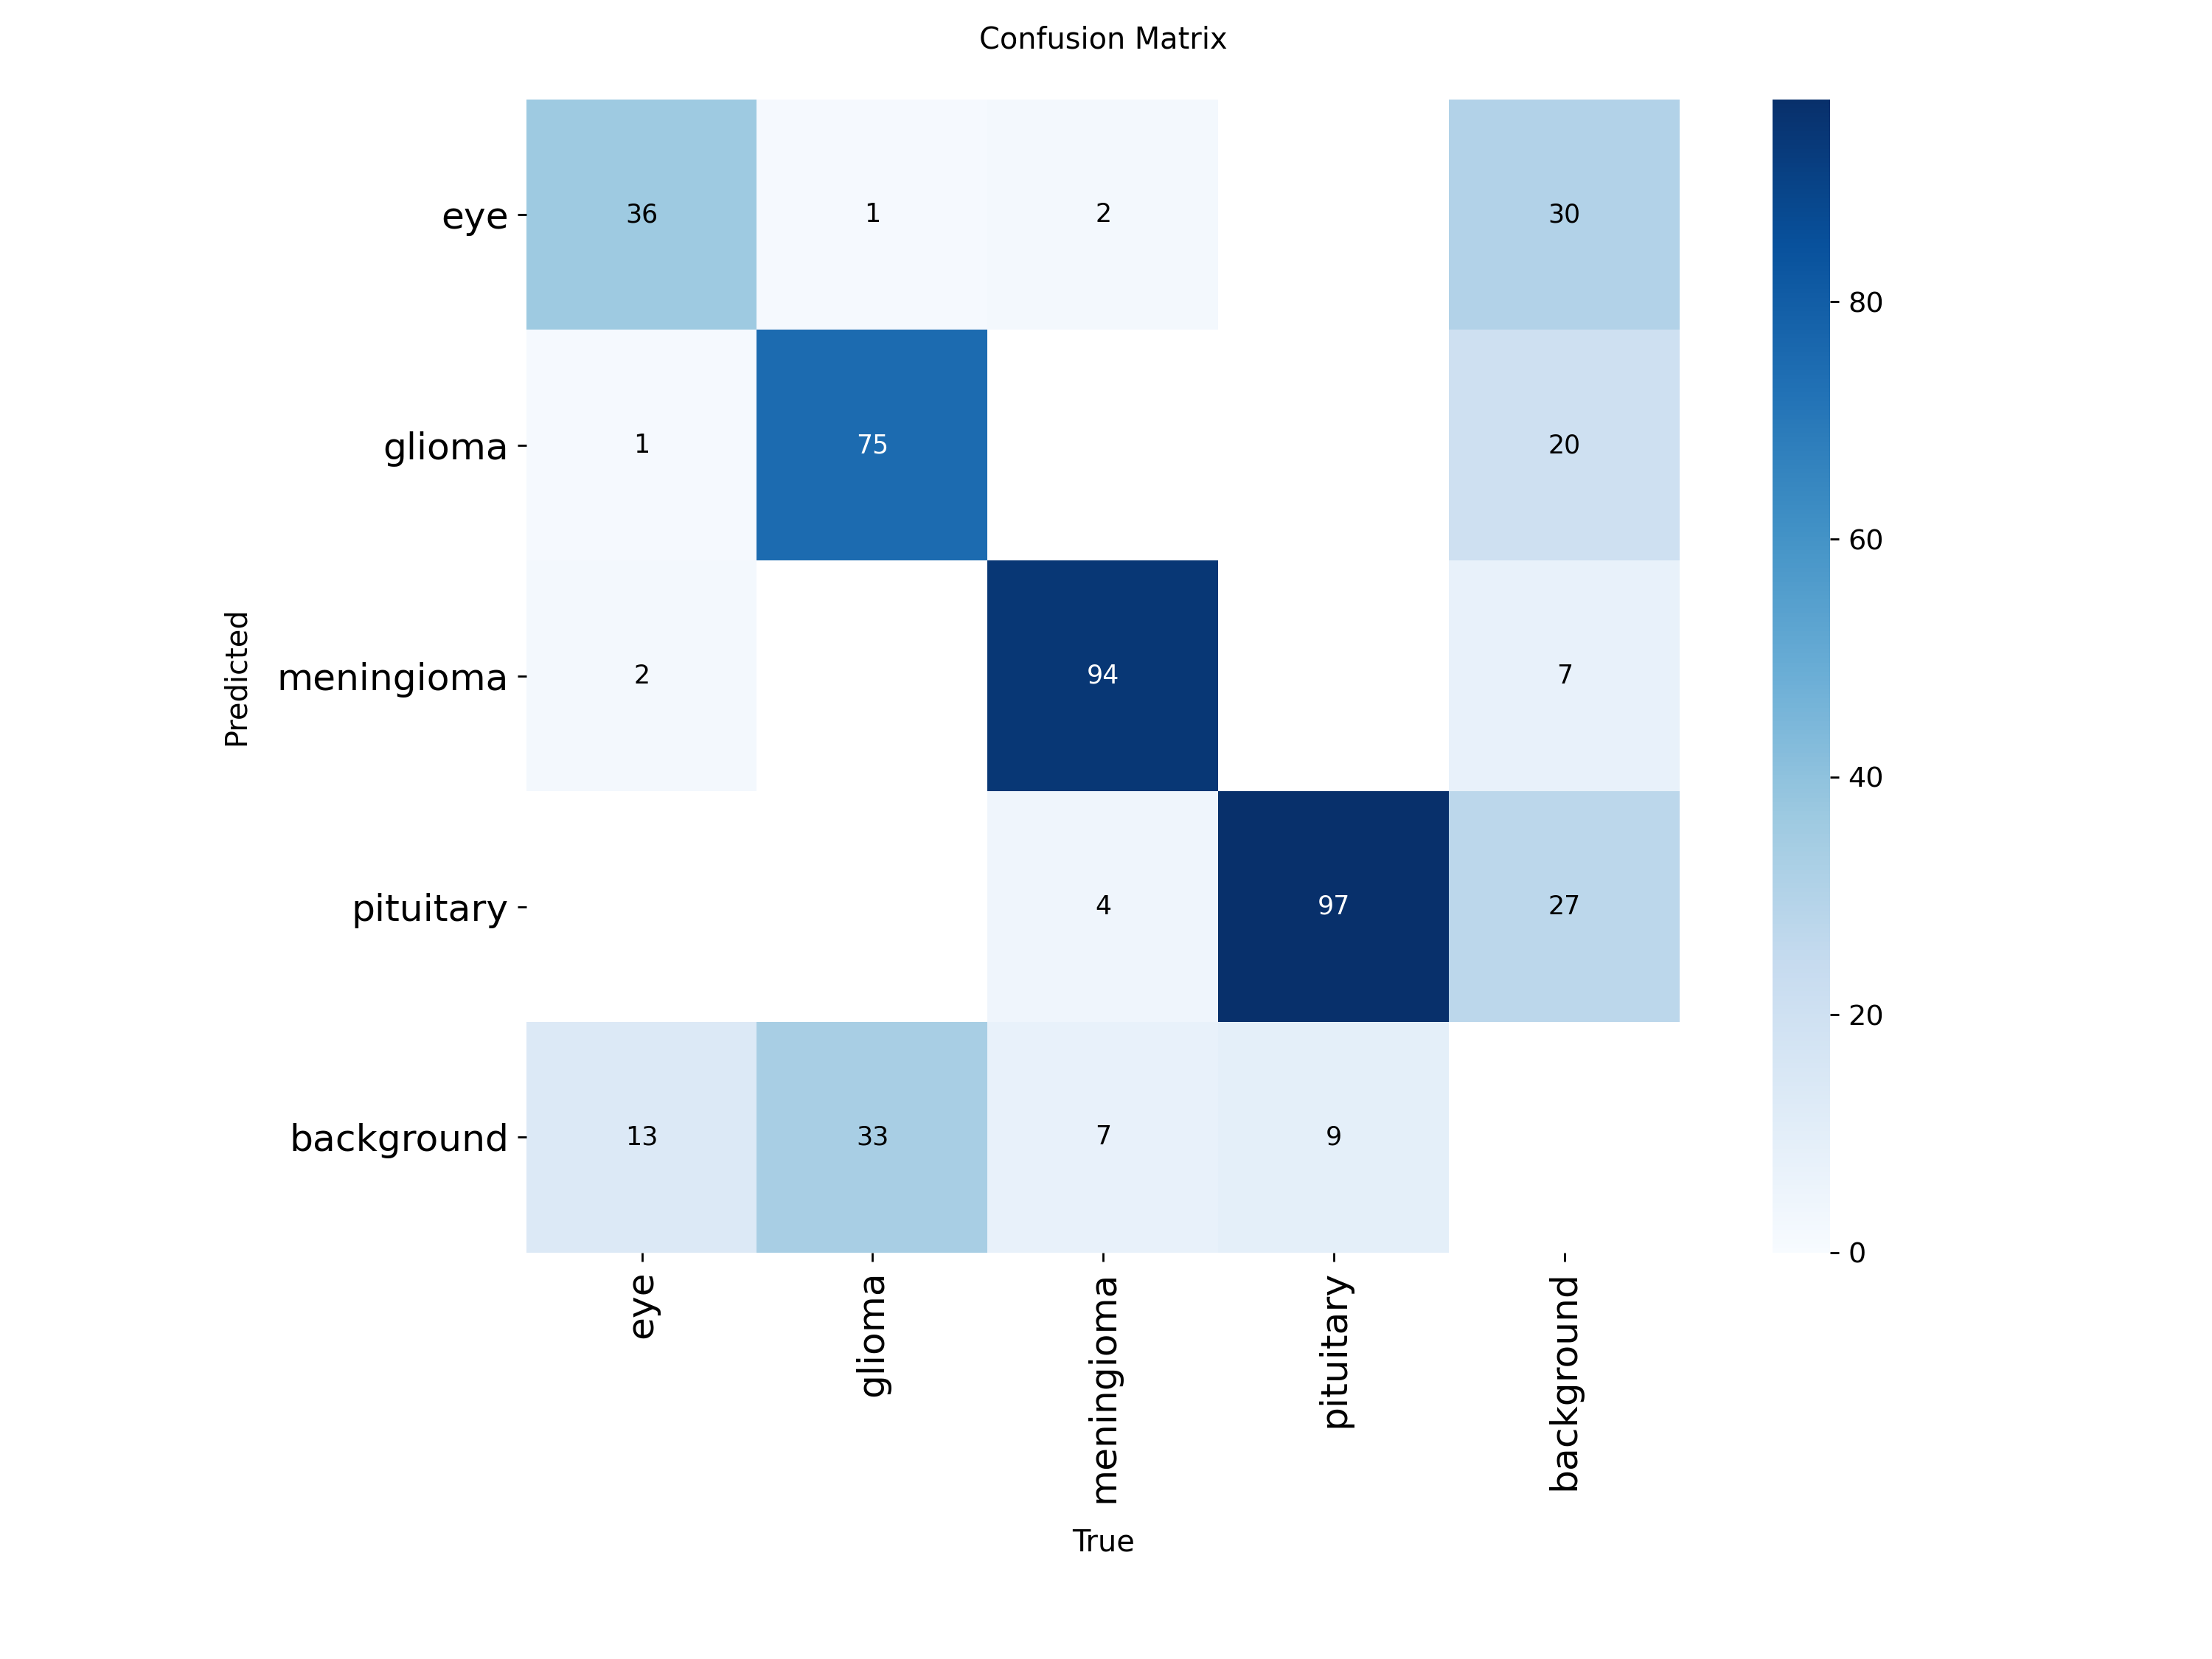 Confusion Matrix
eye
36
1
2
30
80
glioma
1
75
20
60
Predicted
meningioma
2
94
7
40
pituitary
4
97
27
20
background
13
33
7
9
0
eye
glioma
meningioma
pituitary
background
True